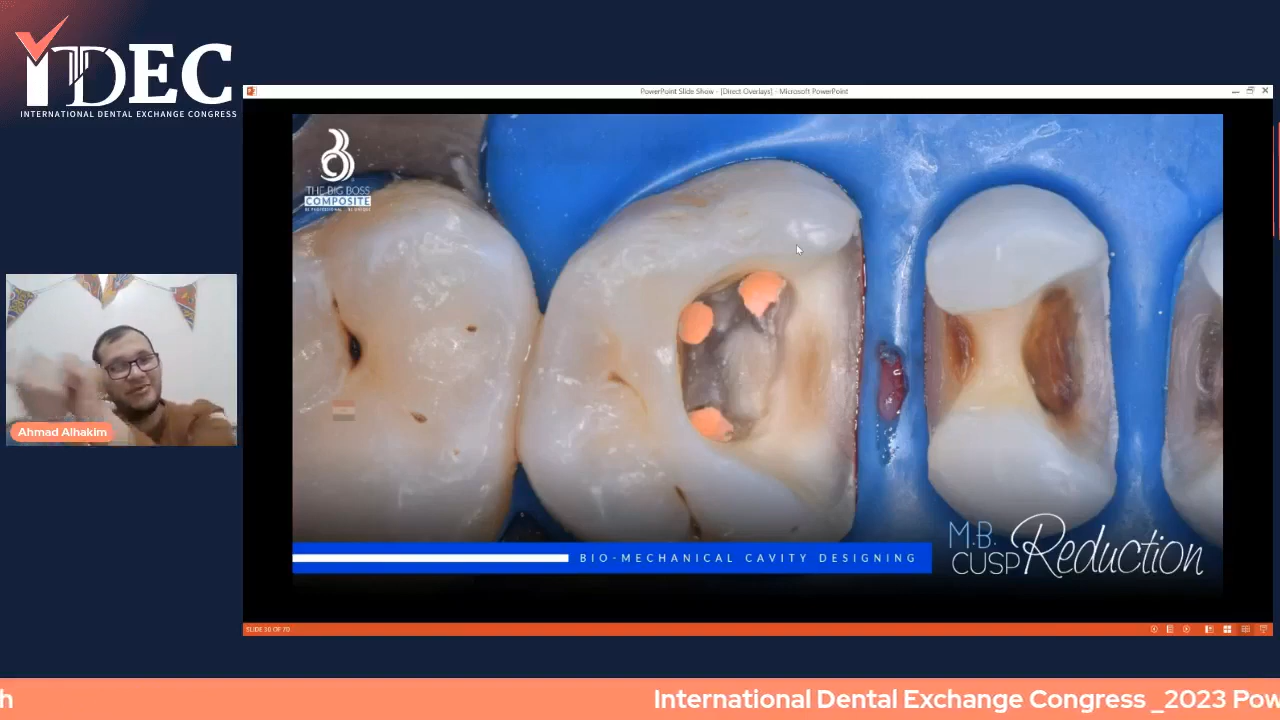 IDEC
INTERNATIONAL DENTAL EXCHANGE CONGRESS
PowerPoint Slide Show - [Direct Overlays] - Microsoft PowerPoint
THE BIG BOSS
COMPOSITE
Ahmad Alhakim
BIO-MECHANICAL CAVITY DESIGNING
M.B.
CUSP Reduction
SLIDE 30 OF 70
h
International Dental Exchange Congress _2023 Pow